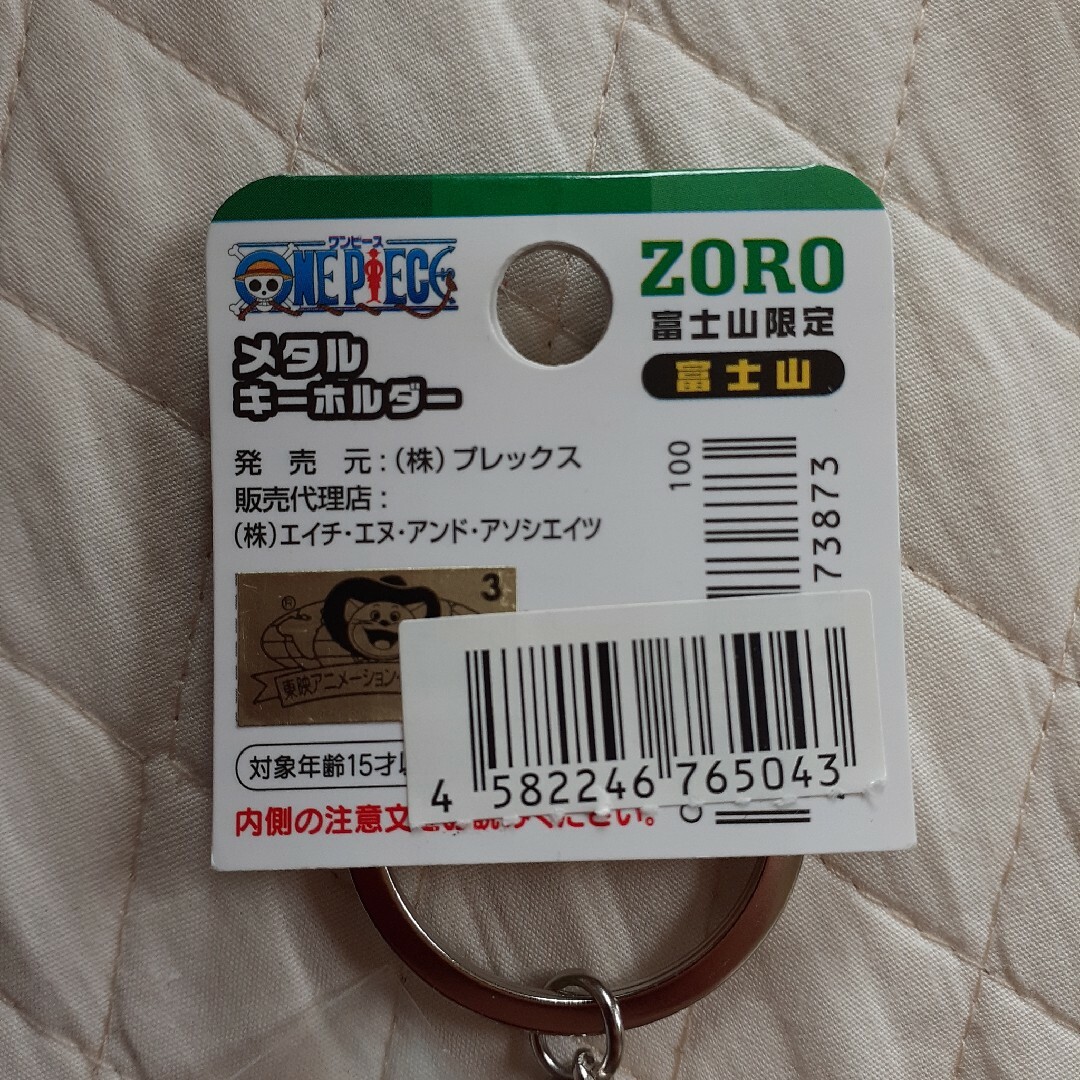 ワンピース
ONE PIECE
メタル
キーホルダー
ZORO
富士山限定
富士山
発売元:(株)プレックス
販売代理店:
(株)エイチ・エヌ・アンド・アソシエイツ
100
73873
3
®
東映アニメーション
対象年齢15才
4 582246 765043
内側の注意文
ください。